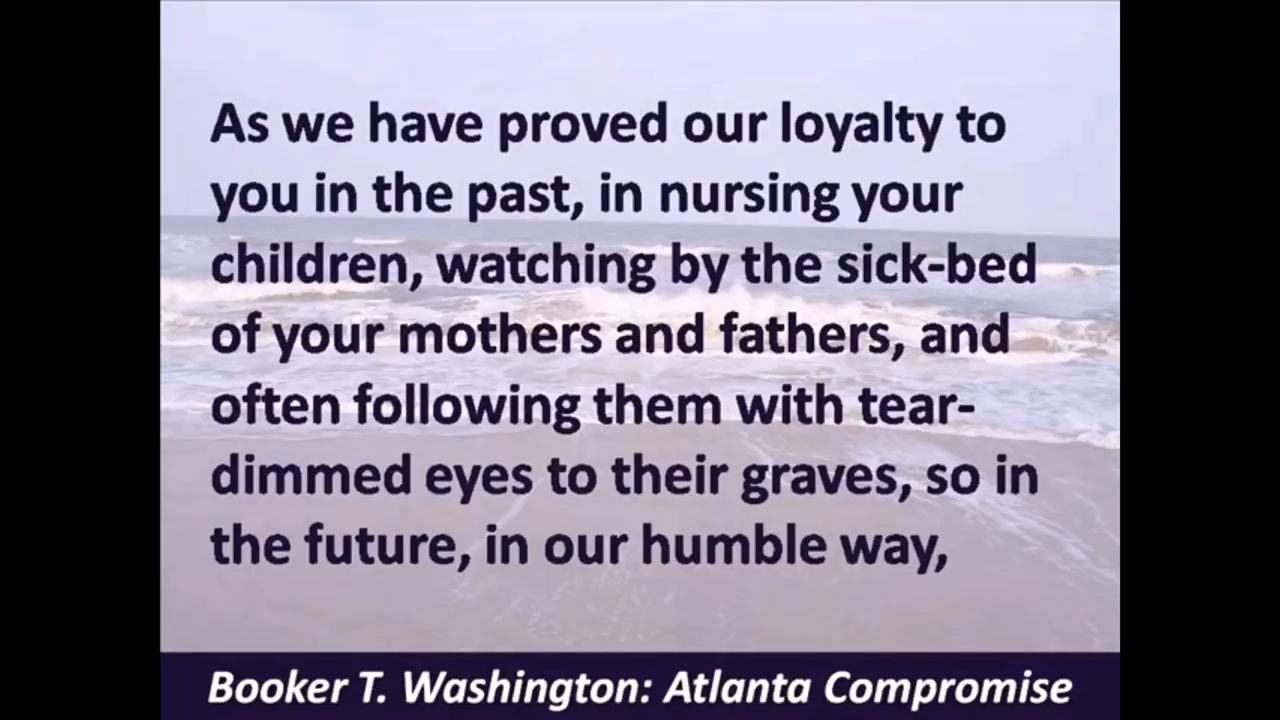 As we have proved our loyalty to
you in the past, in nursing your
children, watching by the sick-bed
of your mothers and fathers, and
often following them with tear-
dimmed eyes to their graves, so in
the future, in our humble way,
Booker T. Washington: Atlanta Compromise